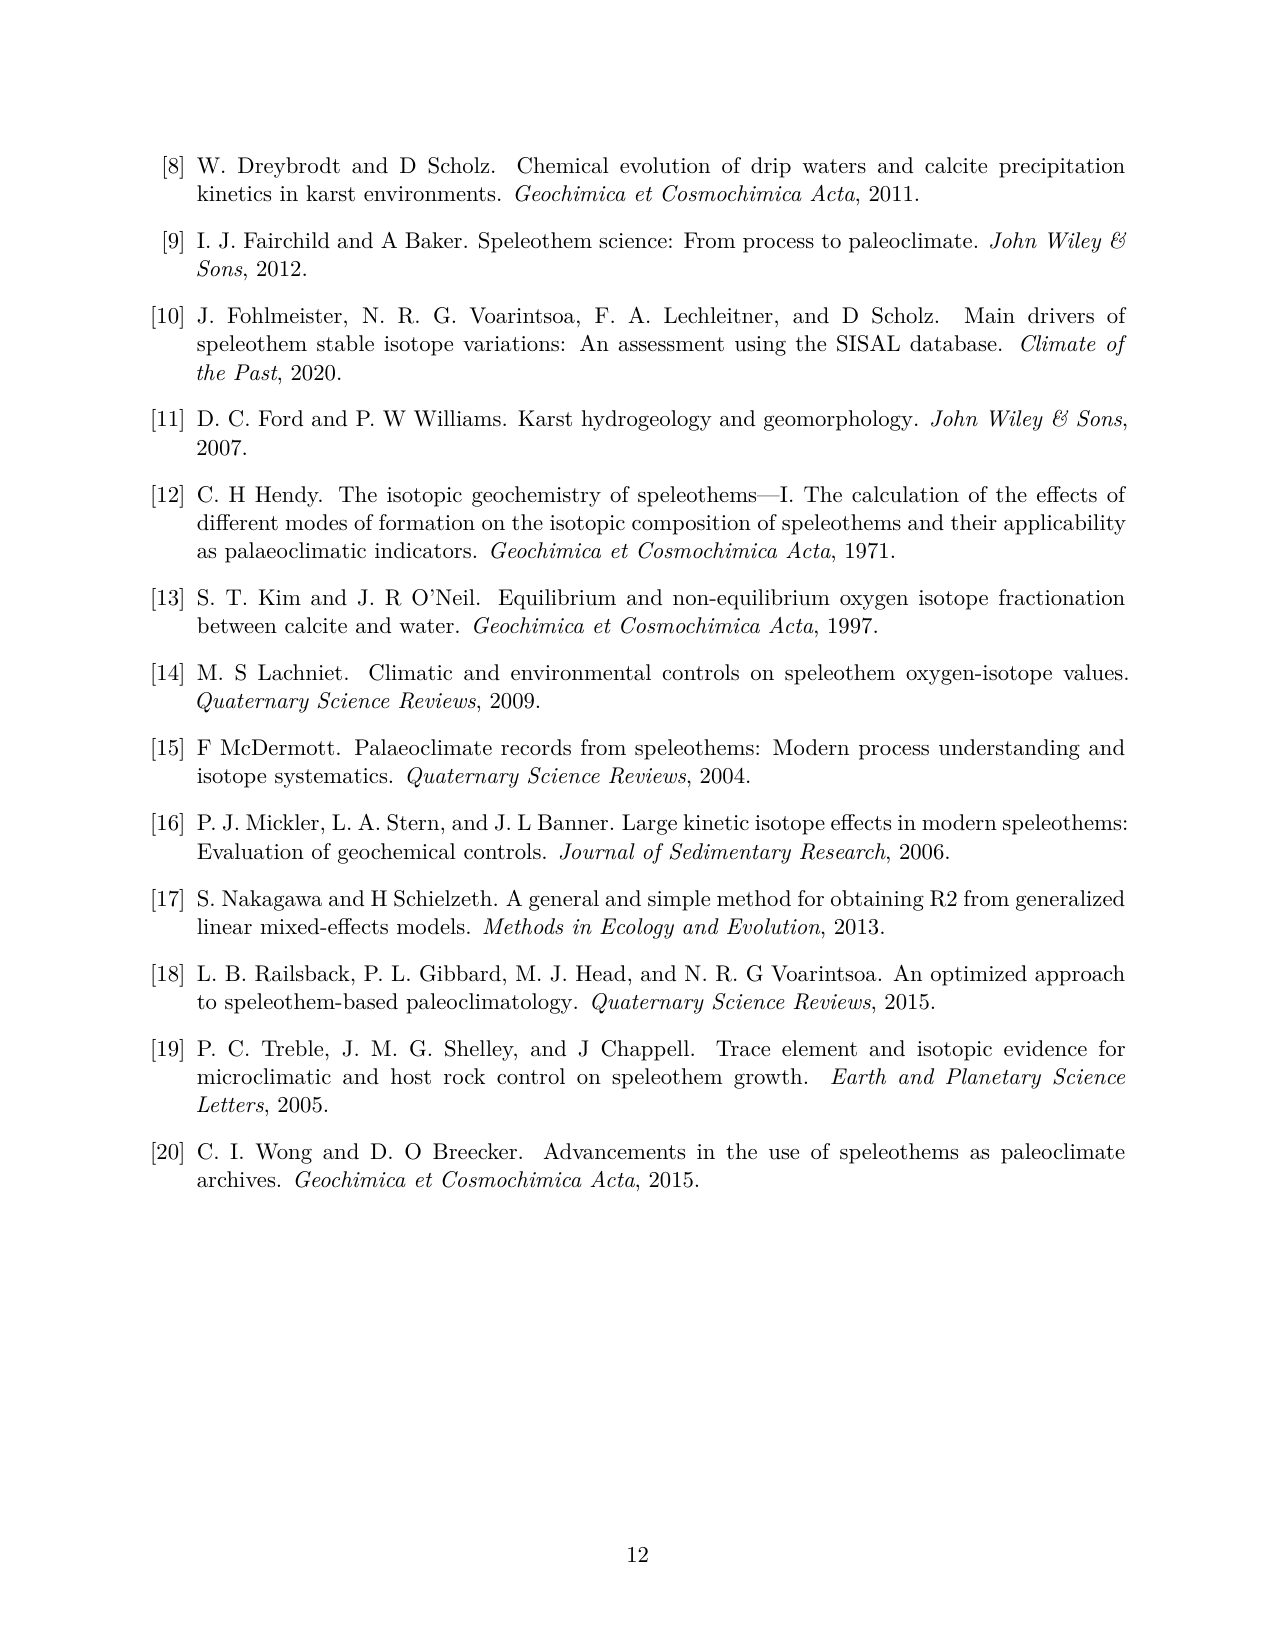 [8] W. Dreybrodt and D Scholz. Chemical evolution of drip waters and calcite precipitation
kinetics in karst environments. Geochimica et Cosmochimica Acta, 2011.
[9] I. J. Fairchild and A Baker. Speleothem science: From process to paleoclimate. John Wiley &
Sons, 2012.
[10] J. Fohlmeister, N. R. G. Voarintsoa, F. A. Lechleitner, and D Scholz. Main drivers of
speleothem stable isotope variations: An assessment using the SISAL database. Climate of
the Past, 2020.
[11] D. C. Ford and P. W Williams. Karst hydrogeology and geomorphology. John Wiley & Sons,
2007.
[12] C. H Hendy. The isotopic geochemistry of speleothems—I. The calculation of the effects of
different modes of formation on the isotopic composition of speleothems and their applicability
as palaeoclimatic indicators. Geochimica et Cosmochimica Acta, 1971.
[13] S. T. Kim and J. R O'Neil. Equilibrium and non-equilibrium oxygen isotope fractionation
between calcite and water. Geochimica et Cosmochimica Acta, 1997.
[14] M. S Lachniet. Climatic and environmental controls on speleothem oxygen-isotope values.
Quaternary Science Reviews, 2009.
[15] F McDermott. Palaeoclimate records from speleothems: Modern process understanding and
isotope systematics. Quaternary Science Reviews, 2004.
[16] P. J. Mickler, L. A. Stern, and J. L Banner. Large kinetic isotope effects in modern speleothems:
Evaluation of geochemical controls. Journal of Sedimentary Research, 2006.
[17] S. Nakagawa and H Schielzeth. A general and simple method for obtaining R2 from generalized
linear mixed-effects models. Methods in Ecology and Evolution, 2013.
[18] L. B. Railsback, P. L. Gibbard, M. J. Head, and N. R. G Voarintsoa. An optimized approach
to speleothem-based paleoclimatology. Quaternary Science Reviews, 2015.
[19] P. C. Treble, J. M. G. Shelley, and J Chappell. Trace element and isotopic evidence for
microclimatic and host rock control on speleothem growth. Earth and Planetary Science
Letters, 2005.
[20] C. I. Wong and D. O Breecker. Advancements in the use of speleothems as paleoclimate
archives. Geochimica et Cosmochimica Acta, 2015.
12